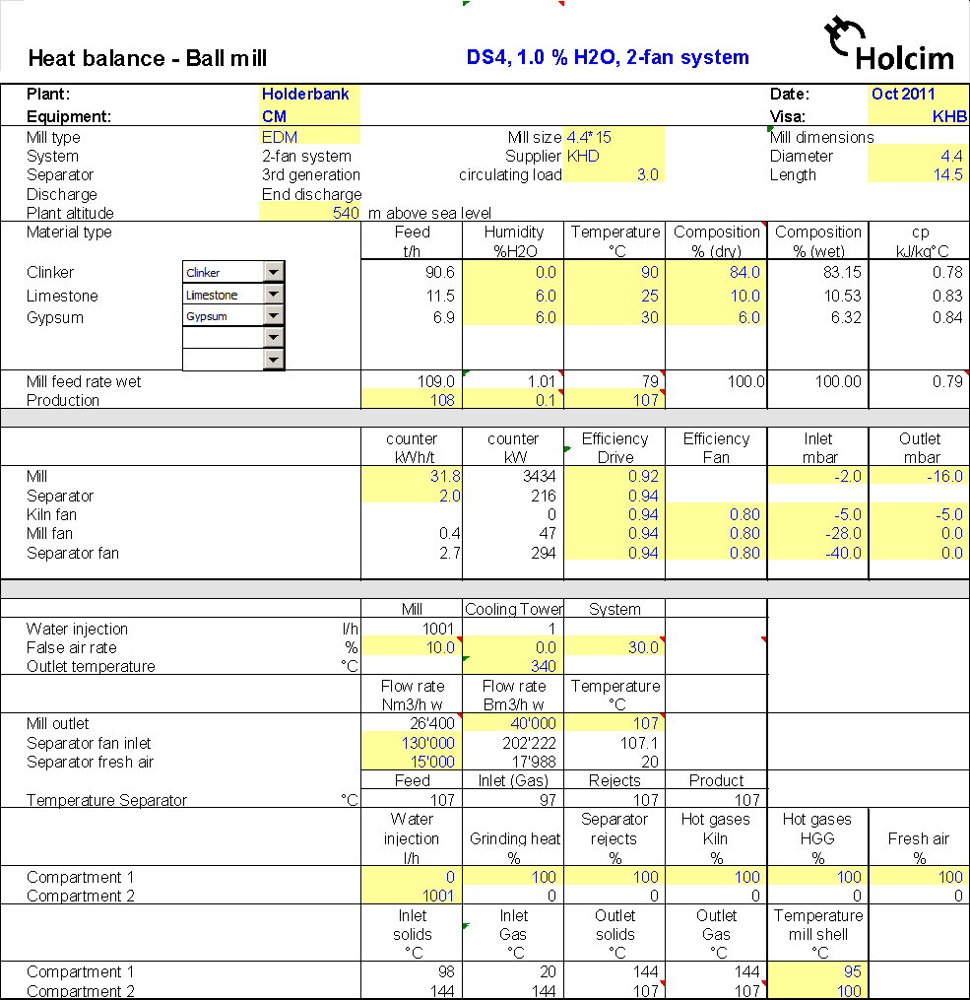 Heat balance - Ball mill DS4, 1.0 % H2O, 2-fan system Holcim
Plant: Holderbank Date: Oct 2011
Equipment: CM Visa: KHB
Mill type EDM Mill size 4.4*15 Mill dimensions
System 2-fan system Supplier KHD Diameter 4.4
Separator 3rd generation circulating load 3.0 Length 14.5
Discharge End discharge
Plant altitude 540 m above sea level
Material type Feed Humidity Temperature Composition Composition cp
t/h %H2O °C % (dry) % (wet) kJ/kg°C
Clinker Clinker 90.6 0.0 90 84.0 83.15 0.78
Limestone Limestone 11.5 6.0 25 10.0 10.53 0.83
Gypsum Gypsum 6.9 6.0 30 6.0 6.32 0.84
Mill feed rate wet 109.0 1.01 79 100.0 100.00 0.79
Production 108 0.1 107
counter counter Efficiency Efficiency Inlet Outlet
kWh/t kW Drive Fan mbar mbar
Mill 31.8 3434 0.92 -2.0 -16.0
Separator 2.0 216 0.94
Kiln fan 0 0.94 0.80 -5.0 -5.0
Mill fan 0.4 47 0.94 0.80 -28.0 0.0
Separator fan 2.7 294 0.94 0.80 -40.0 0.0
Mill Cooling Tower System
Water injection l/h 1001 1
False air rate % 10.0 0.0 30.0
Outlet temperature °C 340
Flow rate Flow rate Temperature
Nm3/h w Bm3/h w °C
Mill outlet 26'400 40'000 107
Separator fan inlet 130'000 202'222 107.1
Separator fresh air 15'000 17'988 20
Feed Inlet (Gas) Rejects Product
Temperature Separator °C 107 97 107 107
Water Separator Hot gases Hot gases
injection Grinding heat rejects Kiln HGG Fresh air
l/h % % % % %
Compartment 1 0 100 100 100 100 100
Compartment 2 1001 0 0 0 0 0
Inlet Inlet Outlet Outlet Temperature
solids Gas solids Gas mill shell
°C °C °C °C °C
Compartment 1 98 20 144 144 95
Compartment 2 144 144 107 107 100